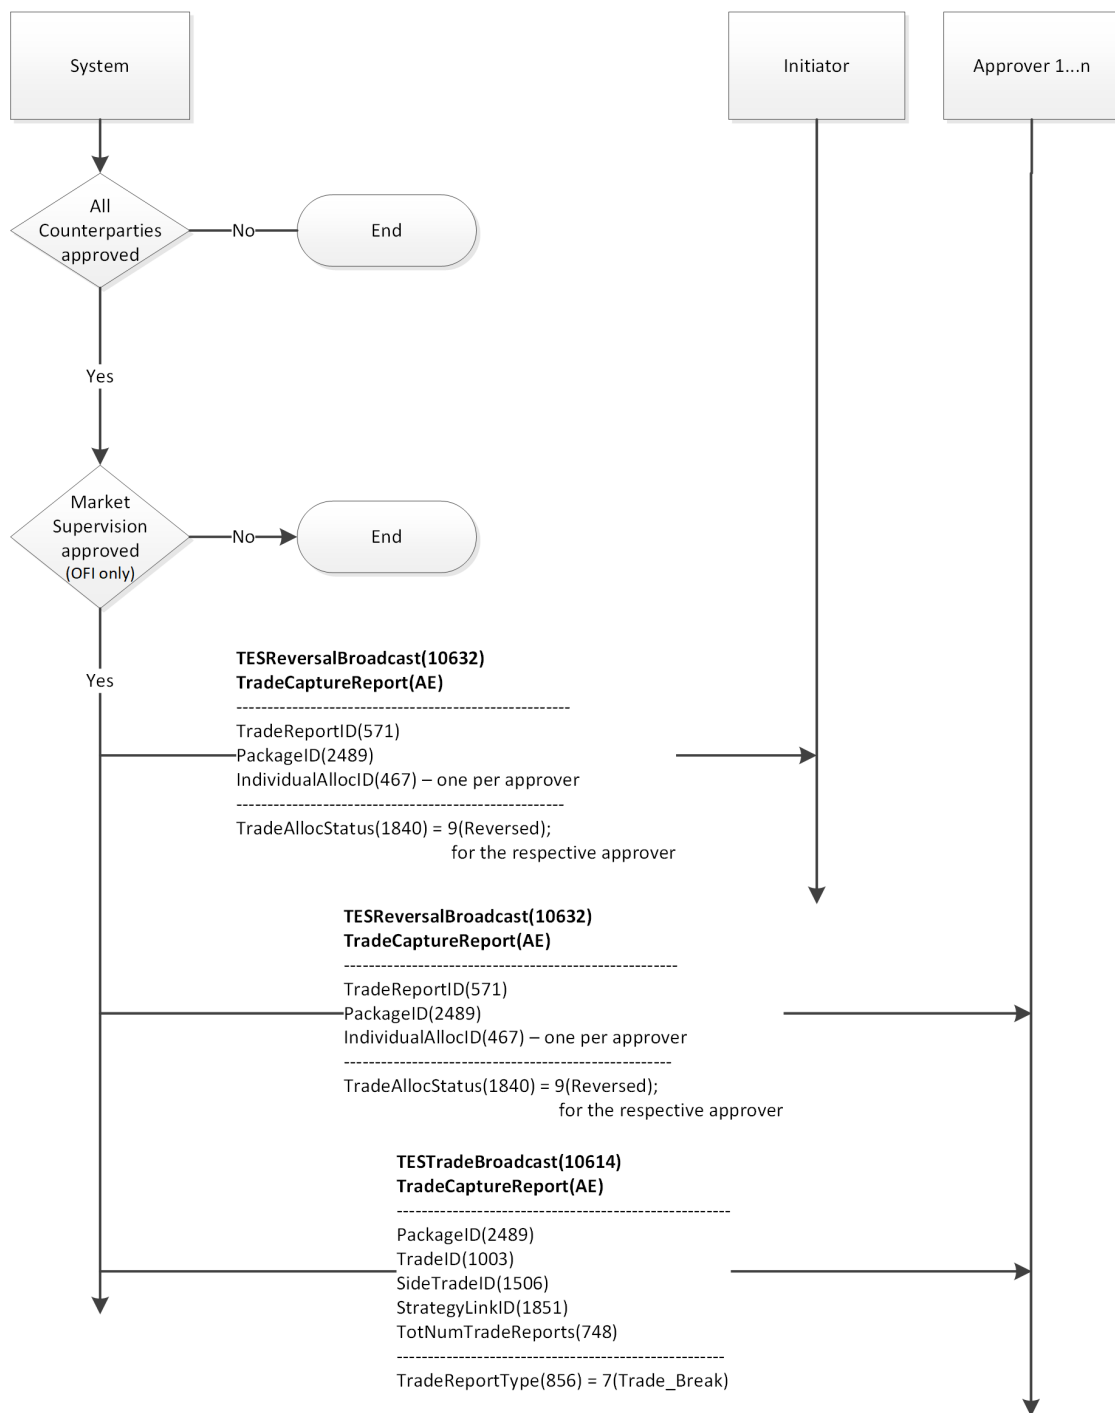 System
Initiator
Approver 1...n
All
Counterparties
approved
No
End
Yes
Market
Supervision
approved
(OFI only)
No
End
Yes
TESReversalBroadcast(10632)
TradeCaptureReport(AE)
------------------------------------------------------
TradeReportID(571)
PackageID(2489)
IndividualAllocID(467) – one per approver
-----------------------------------------------------
TradeAllocStatus(1840) = 9(Reversed);
for the respective approver
TESReversalBroadcast(10632)
TradeCaptureReport(AE)
------------------------------------------------------
TradeReportID(571)
PackageID(2489)
IndividualAllocID(467) – one per approver
-----------------------------------------------------
TradeAllocStatus(1840) = 9(Reversed);
for the respective approver
TESTradeBroadcast(10614)
TradeCaptureReport(AE)
------------------------------------------------------
PackageID(2489)
TradeID(1003)
SideTradeID(1506)
StrategyLinkID(1851)
TotNumTradeReports(748)
-----------------------------------------------------
TradeReportType(856) = 7(Trade_Break)